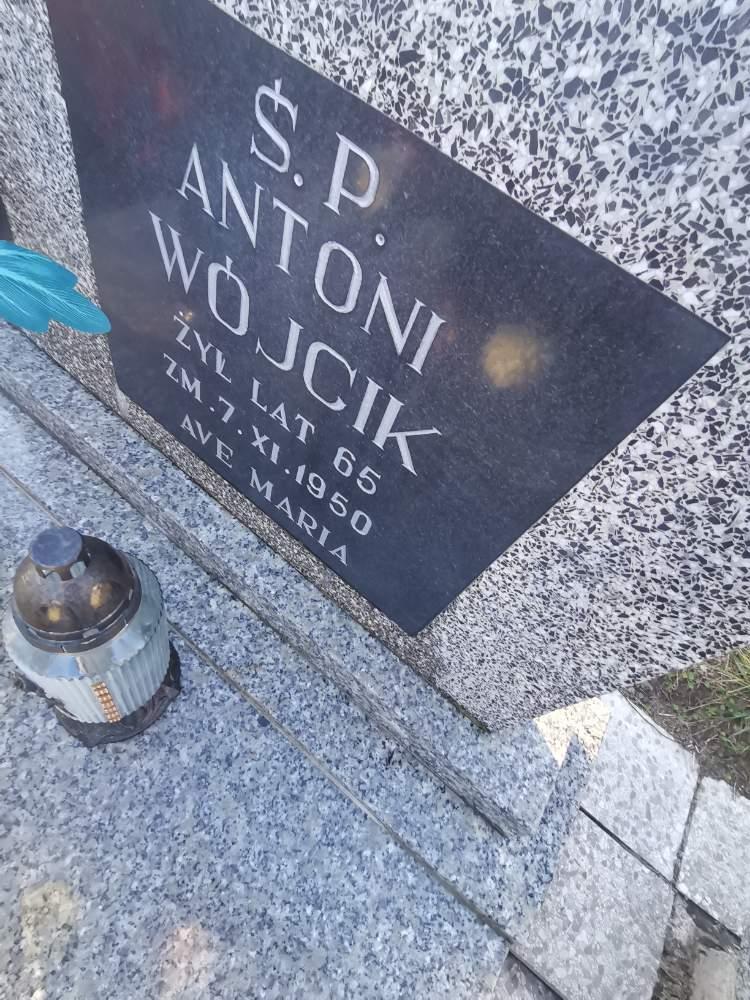 Ś. P.
ANTONI
WÓJCIK
ŻYŁ LAT 65
ZM. 7. XI. 1950
AVE MARIA